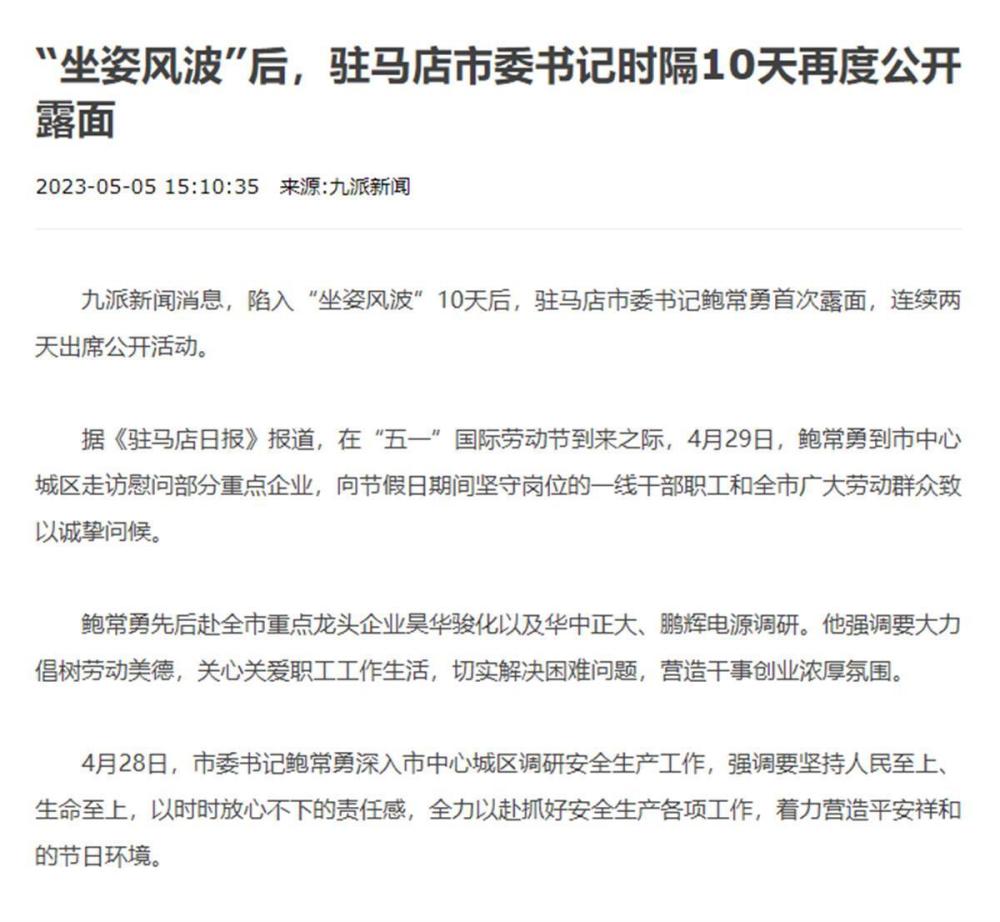 “坐姿风波”后，驻马店市委书记时隔10天再度公开
露面
2023-05-05 15:10:35 来源:九派新闻
九派新闻消息，陷入“坐姿风波”10天后，驻马店市委书记鲍常勇首次露面，连续两
天出席公开活动。
据《驻马店日报》报道，在“五一”国际劳动节到来之际，4月29日，鲍常勇到市中心
城区走访慰问部分重点企业，向节假日期间坚守岗位的一线干部职工和全市广大劳动群众致
以诚挚问候。
鲍常勇先后赴全市重点龙头企业昊华骏化以及华中正大、鹏辉电源调研。他强调要大力
倡树劳动美德，关心关爱职工工作生活，切实解决困难问题，营造干事创业浓厚氛围。
4月28日，市委书记鲍常勇深入市中心城区调研安全生产工作，强调要坚持人民至上、
生命至上，以时时放心不下的责任感，全力以赴抓好安全生产各项工作，着力营造平安祥和
的节日环境。